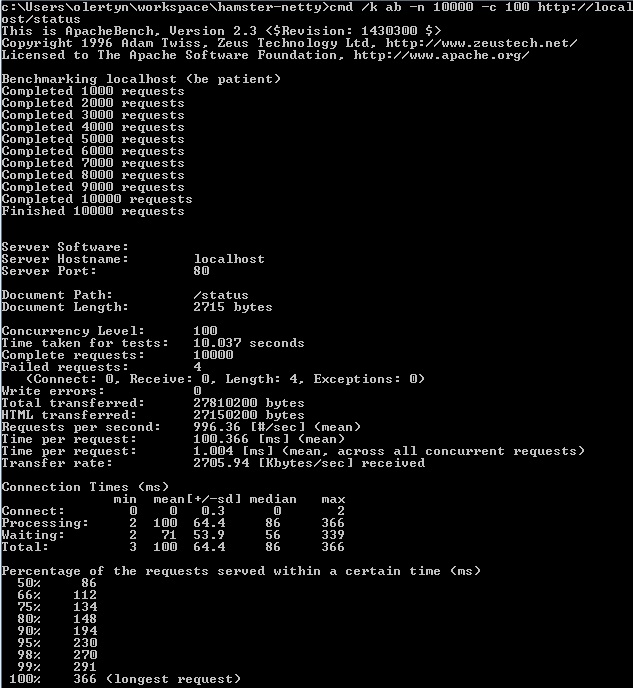 c:\Users\olertyn\workspace\hamster-netty>cmd /k ab -n 10000 -c 100 http://local
ost/status
This is ApacheBench, Version 2.3 <$Revision: 1430300 $>
Copyright 1996 Adam Twiss, Zeus Technology Ltd, http://www.zeustech.net/
Licensed to The Apache Software Foundation, http://www.apache.org/
Benchmarking localhost (be patient)
Completed 1000 requests
Completed 2000 requests
Completed 3000 requests
Completed 4000 requests
Completed 5000 requests
Completed 6000 requests
Completed 7000 requests
Completed 8000 requests
Completed 9000 requests
Completed 10000 requests
Finished 10000 requests
Server Software:
Server Hostname: localhost
Server Port: 80
Document Path: /status
Document Length: 2715 bytes
Concurrency Level: 100
Time taken for tests: 10.037 seconds
Complete requests: 10000
Failed requests: 4
(Connect: 0, Receive: 0, Length: 4, Exceptions: 0)
Write errors: 0
Total transferred: 27810200 bytes
HTML transferred: 27150200 bytes
Requests per second: 996.36 [#/sec] (mean)
Time per request: 100.366 [ms] (mean)
Time per request: 1.004 [ms] (mean, across all concurrent requests)
Transfer rate: 2705.94 [Kbytes/sec] received
Connection Times (ms)
min mean[+/-sd] median max
Connect: 0 0 0.3 0 2
Processing: 2 100 64.4 86 366
Waiting: 2 71 53.9 56 339
Total: 3 100 64.4 86 366
Percentage of the requests served within a certain time (ms)
50% 86
66% 112
75% 134
80% 148
90% 194
95% 230
98% 270
99% 291
100% 366 (longest request)